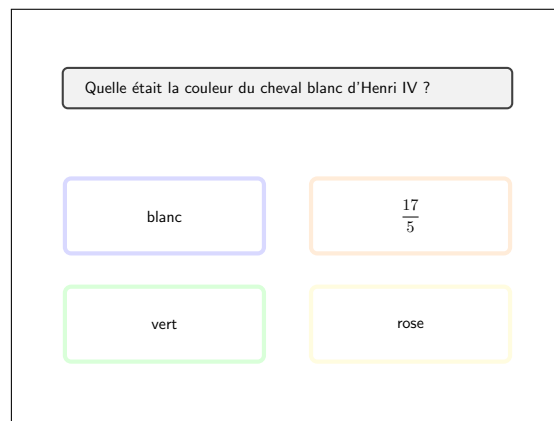 Quelle était la couleur du cheval blanc d'Henri IV ?
blanc
17/5
vert
rose